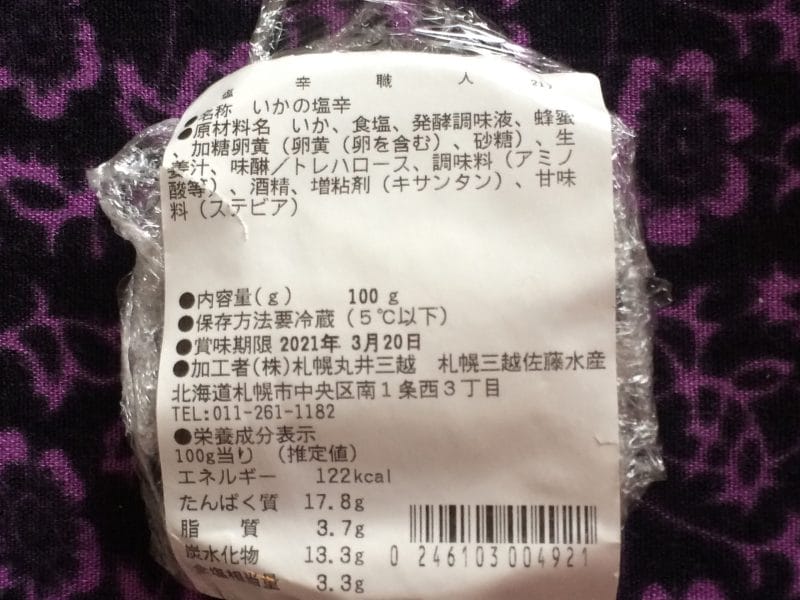 塩辛職人
●名称 いかの塩辛
●原材料名 いか、食塩、発酵調味液、蜂蜜
、加糖卵黄(卵黄(卵を含む)、砂糖)、生
姜汁、味醂/トレハロース、調味料(アミノ
酸等)、酒精、増粘剤(キサンタン)、甘味
料(ステビア)
●内容量(g) 100 g
●保存方法要冷蔵(5℃以下)
●賞味期限 2021年 3月20日
●加工者(株)札幌丸井三越 札幌三越佐藤水産
北海道札幌市中央区南1条西3丁目
TEL:011-261-1182
●栄養成分表示
100g当り (推定値)
エネルギー 122kcal
たんぱく質 17.8g
脂質 3.7g
炭水化物 13.3g
食塩相当量 3.3g
0 246103 004921